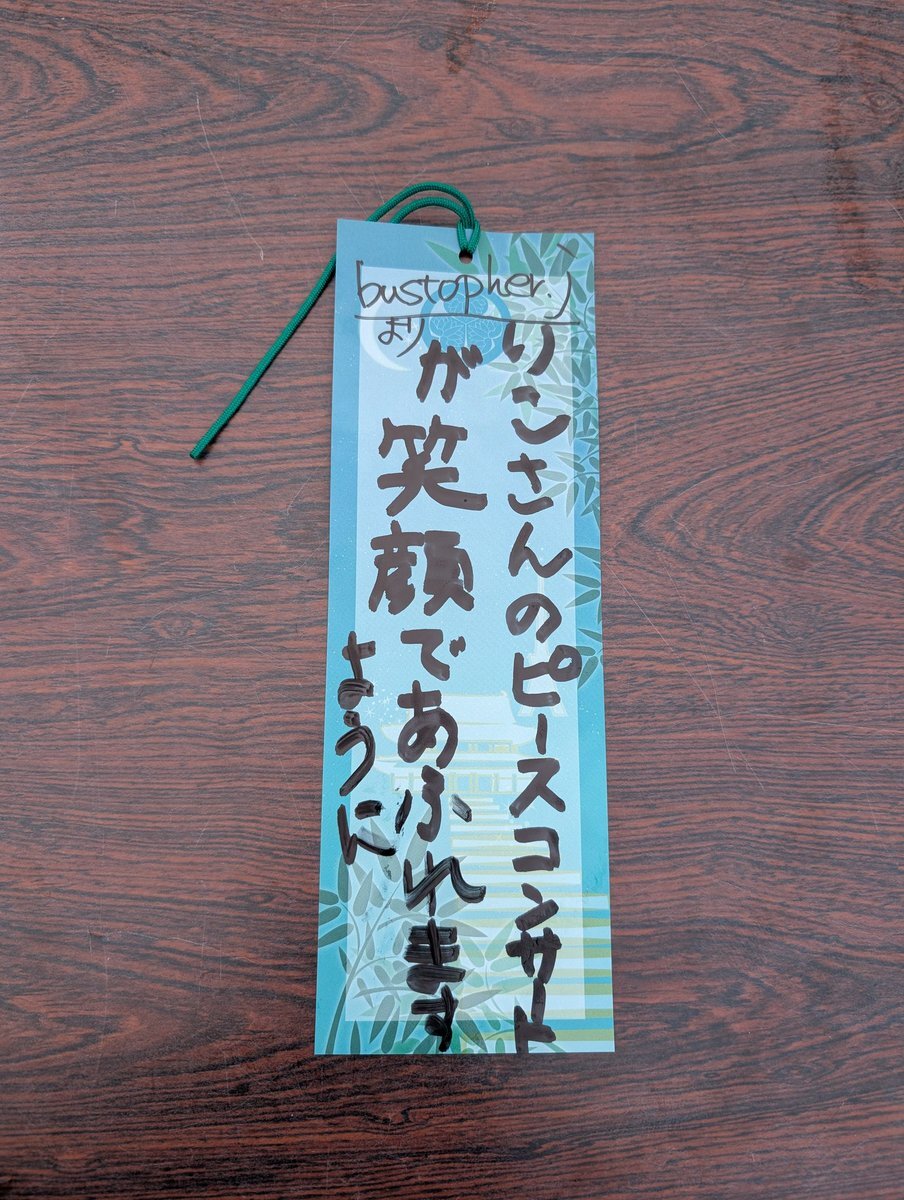 bustopher.j
より
りこさんのピースコンサート
が笑顔であふれます
ように